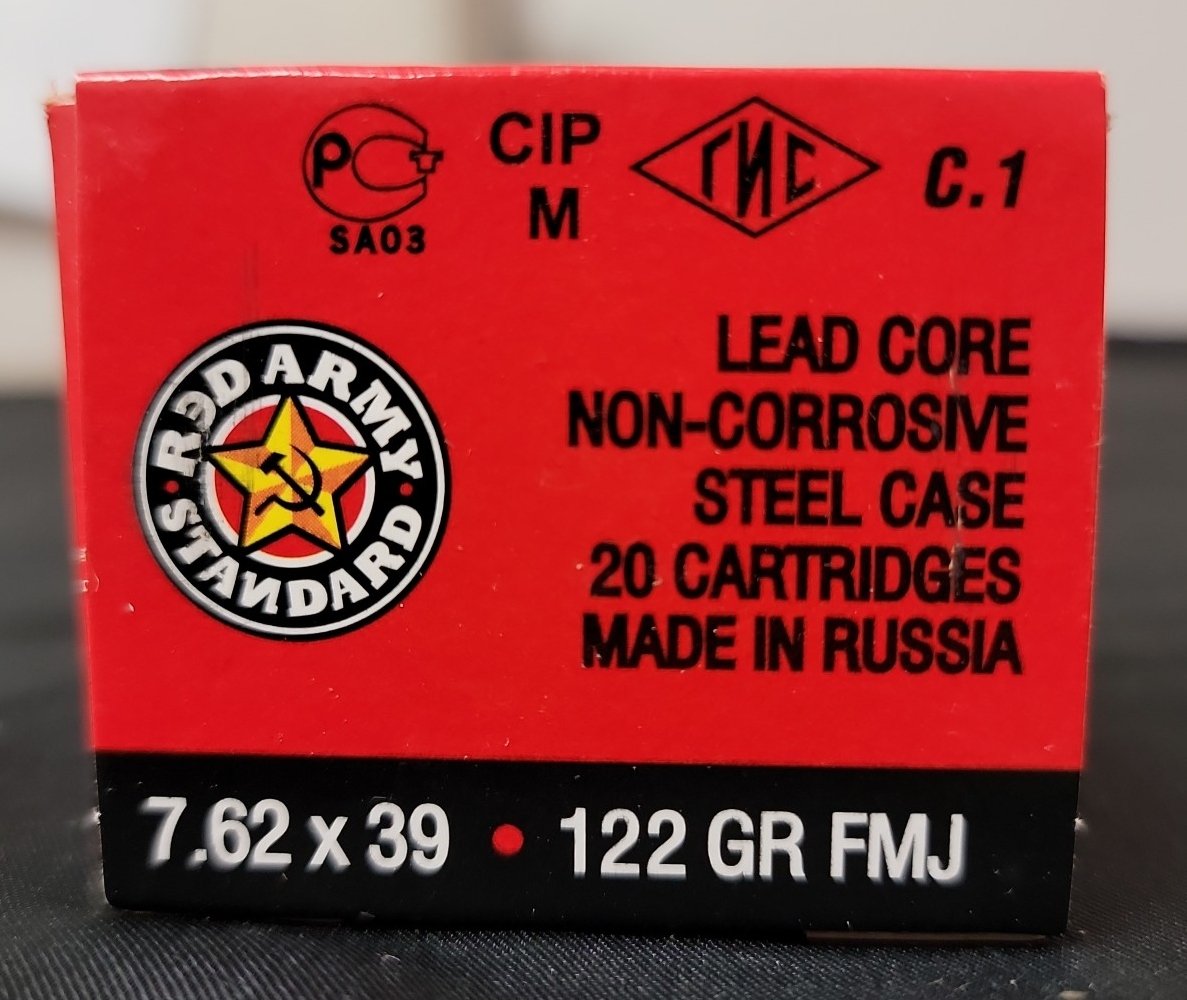 РСТ
SA03
CIP
M
ГИС
C.1
RED ARMY
STANDARD
LEAD CORE
NON-CORROSIVE
STEEL CASE
20 CARTRIDGES
MADE IN RUSSIA
7.62 x 39 • 122 GR FMJ